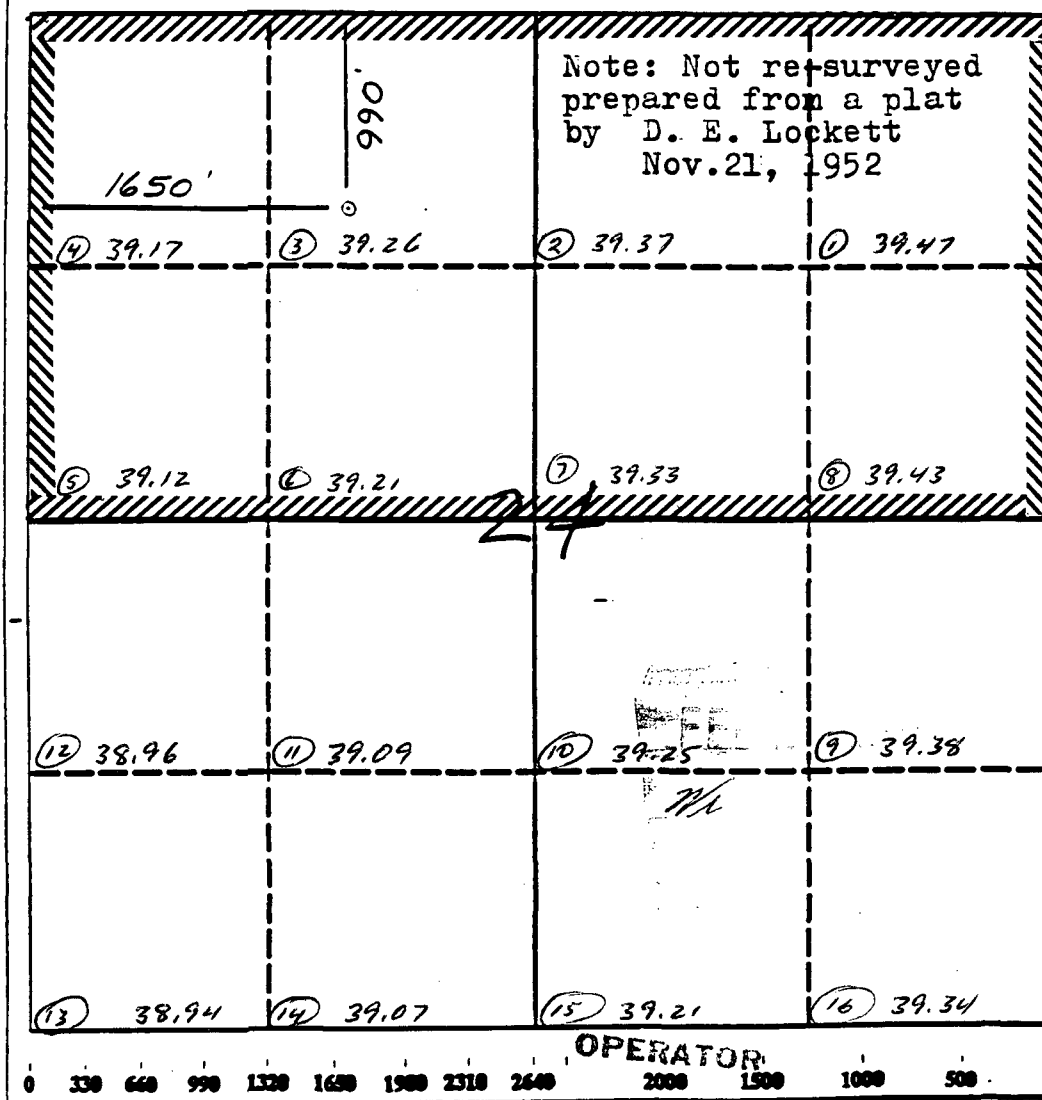 Note: Not re-surveyed
prepared from a plat
by D. E. Lockett
Nov.21, 1952
990'
1650'
4 39.17 3 39.26 2 39.37 1 39.47
5 39.12 6 39.21 7 39.33 8 39.43
24
12 38.96 11 39.09 10 39.25 9 39.38
13 38.94 14 39.07 15 39.21 16 39.34
OPERATOR
0 330 660 990 1320 1650 1980 2310 2640 2000 1500 1000 500